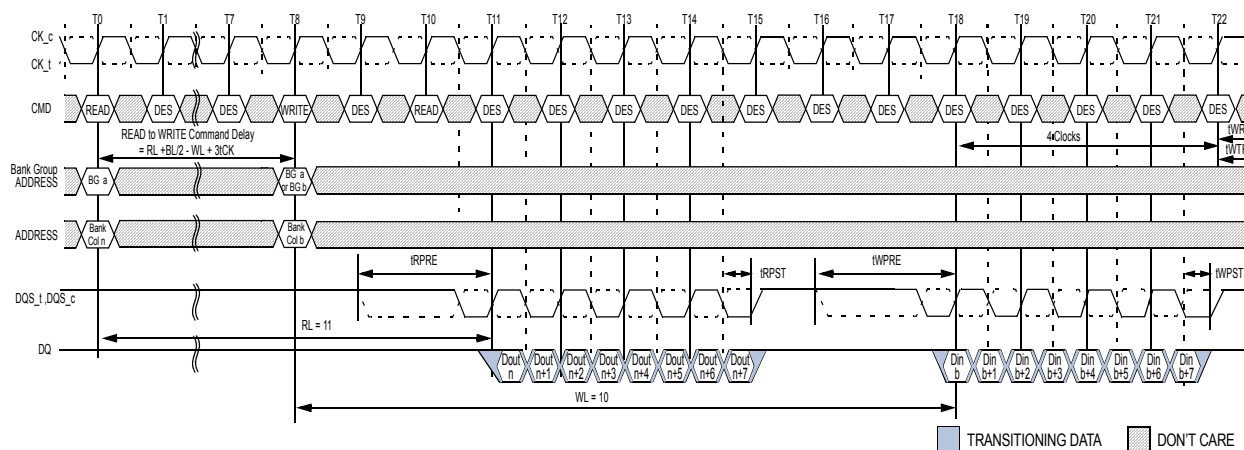 T0 T1 T7 T8 T9 T10 T11 T12 T13 T14 T15 T16 T17 T18 T19 T20 T21 T22
CK_c
CK_t
CMD READ DES DES WRITE DES READ DES DES DES DES DES DES DES DES DES DES DES DES
READ to WRITE Command Delay
= RL +BL/2 - WL + 3tCK
4 Clocks
tWR
Bank Group
ADDRESS
BG a
BG a
or BG b
ADDRESS
Bank
Col n
Bank
Col b
tRPRE
tRPST
tWPRE
tWPST
DQS_t ,DQS_c
RL = 11
DQ
Dout Dout Dout Dout Dout Dout Dout Dout
n n+1 n+2 n+3 n+4 n+5 n+6 n+7
Din Din Din Din Din Din Din Din
b b+1 b+2 b+3 b+4 b+5 b+6 b+7
WL = 10
TRANSITIONING DATA
DON'T CARE